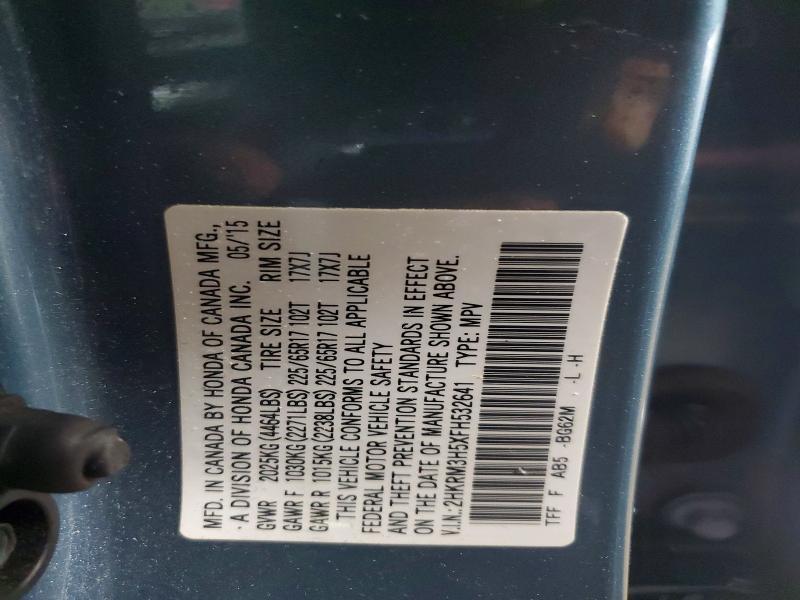 MFD. IN CANADA BY HONDA OF CANADA MFG.,
· A DIVISION OF HONDA CANADA INC. 05/'15
GVWR 2025KG(4464LBS) TIRE SIZE RIM SIZE
GAWR F 1030KG(2271LBS) 225/65R17 102T 17X7J
GAWR R 1015KG(2238LBS) 225/65R17 102T 17X7J
THIS VEHICLE CONFORMS TO ALL APPLICABLE
FEDERAL MOTOR VEHICLE SAFETY
AND THEFT PREVENTION STANDARDS IN EFFECT
ON THE DATE OF MANUFACTURE SHOWN ABOVE.
V.I.N.: 2HKRM3H5XFH532641 TYPE: MPV
TFF F AB5 -BG62M -L -H